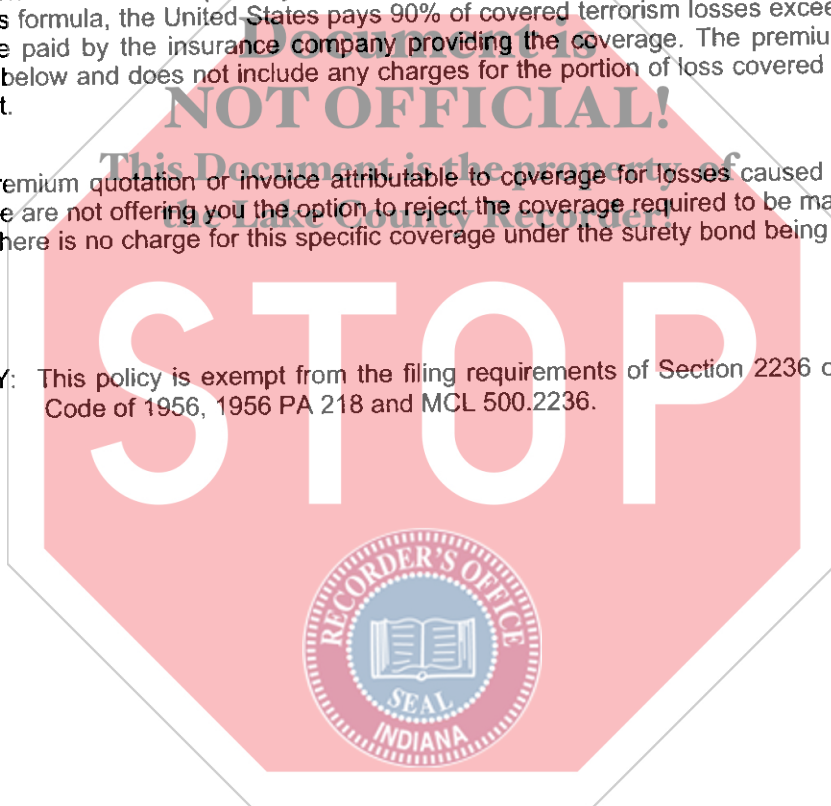 s formula, the United States pays 90% of covered terrorism losses excee
Document is
e paid by the insurance company providing the coverage. The premiu
below and does not include any charges for the portion of loss covered
t.
NOT OFFICIAL!
This Document is the property of
remium quotation or invoice attributable to coverage for losses caused
e are not offering you the option to reject the coverage required to be ma
the Lake County Recorder!
here is no charge for this specific coverage under the surety bond being
STOP
Y: This policy is exempt from the filing requirements of Section 2236 o
Code of 1956, 1956 PA 218 and MCL 500.2236.
RECORDER'S OFFICE
SEAL
INDIANA